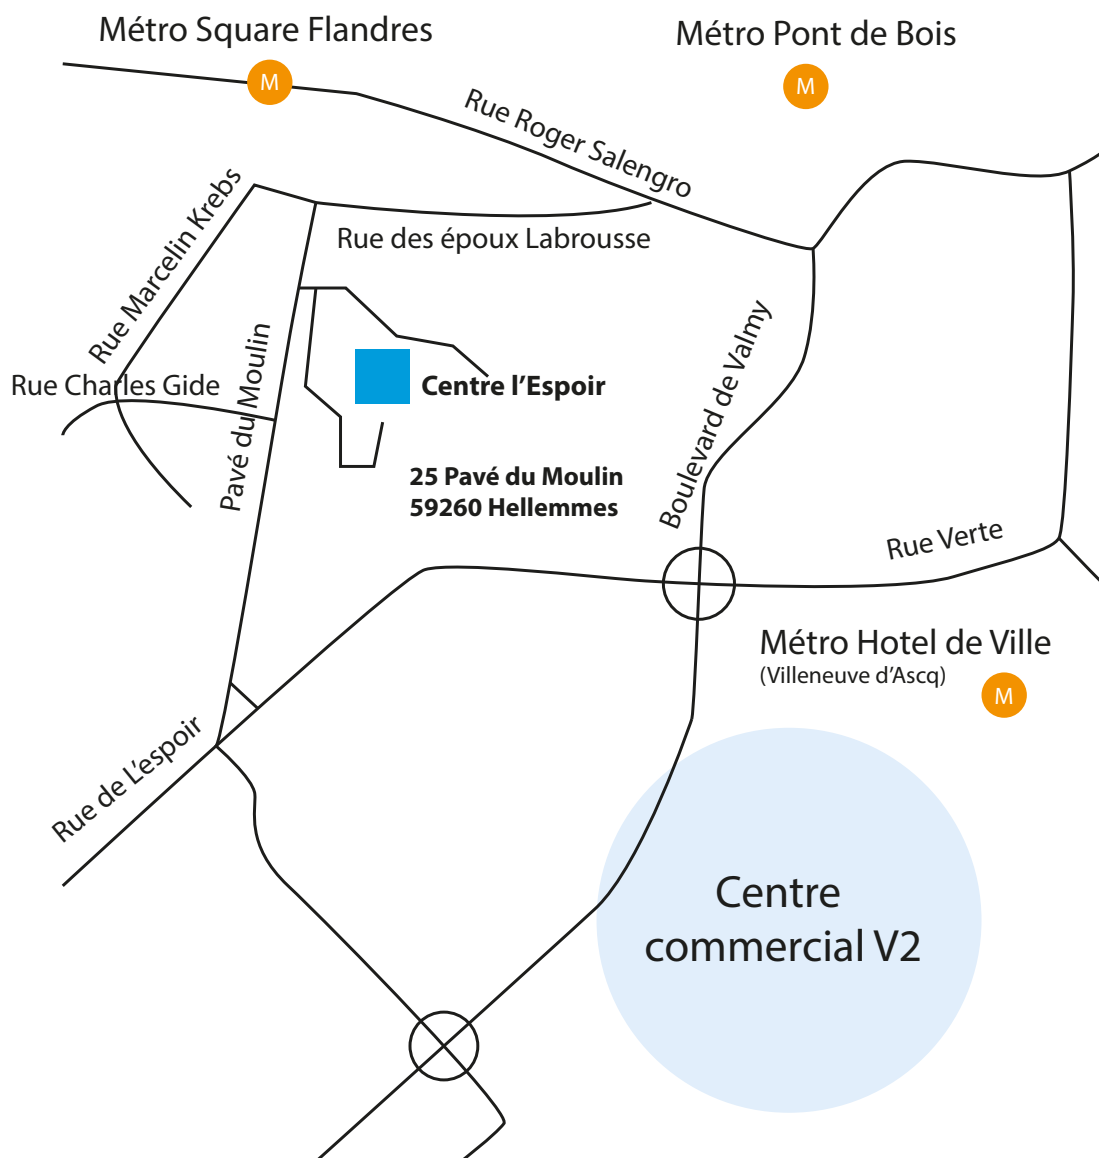 Métro Square Flandres
Métro Pont de Bois
M
M
Rue Roger Salengro
Rue Marcelin Krebs
Rue des époux Labrousse
Boulevard de Valmy
Pavé du Moulin
Rue Charles Gide
Centre l’Espoir
25 Pavé du Moulin
59260 Hellemmes
Rue Verte
Métro Hotel de Ville
(Villeneuve d’Ascq)
M
Rue de L’espoir
Centre
commercial V2